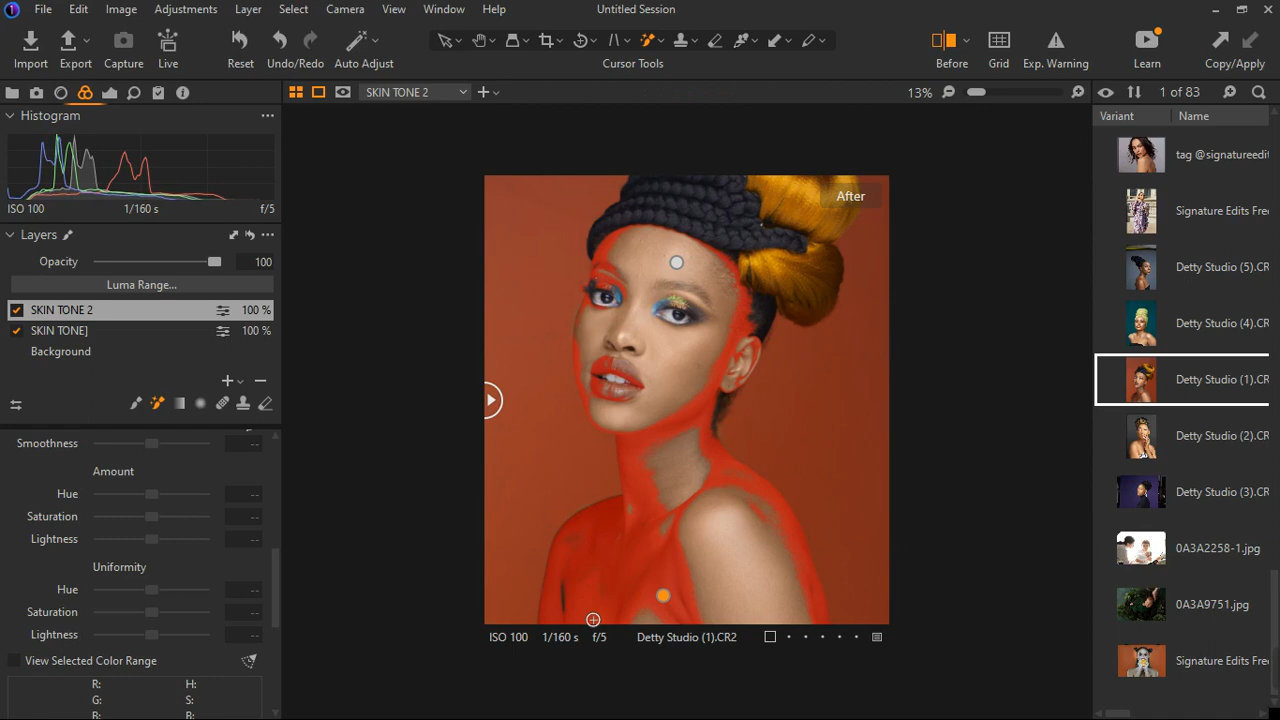 File Edit Image Adjustments Layer Select Camera View Window Help Untitled Session
Import Export Capture Live Reset Undo/Redo Auto Adjust Cursor Tools Before Grid Exp. Warning Learn Copy/Apply
SKIN TONE 2 13% 1 of 83
Histogram
ISO 100 1/160 s f/5
Layers
Opacity 100
Luma Range...
SKIN TONE 2 100 %
SKIN TONE] 100 %
Background
Smoothness --
Amount
Hue --
Saturation --
Lightness --
Uniformity
Hue --
Saturation --
Lightness --
View Selected Color Range
R: H:
G: S:
B: B:
After
ISO 100 1/160 s f/5 Detty Studio (1).CR2
Variant Name
tag @signatureedit
Signature Edits Fre
Detty Studio (5).CR
Detty Studio (4).CR
Detty Studio (1).CR
Detty Studio (2).CR
Detty Studio (3).CR
0A3A2258-1.jpg
0A3A9751.jpg
Signature Edits Fre